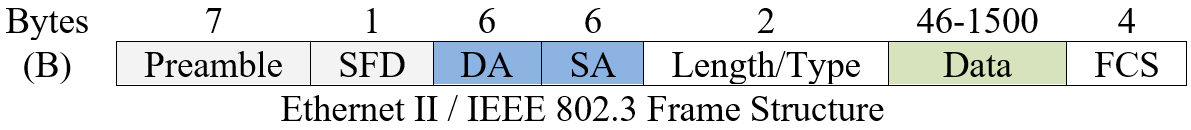 Bytes 7 1 6 6 2 46-1500 4
(B) Preamble SFD DA SA Length/Type Data FCS
Ethernet II / IEEE 802.3 Frame Structure